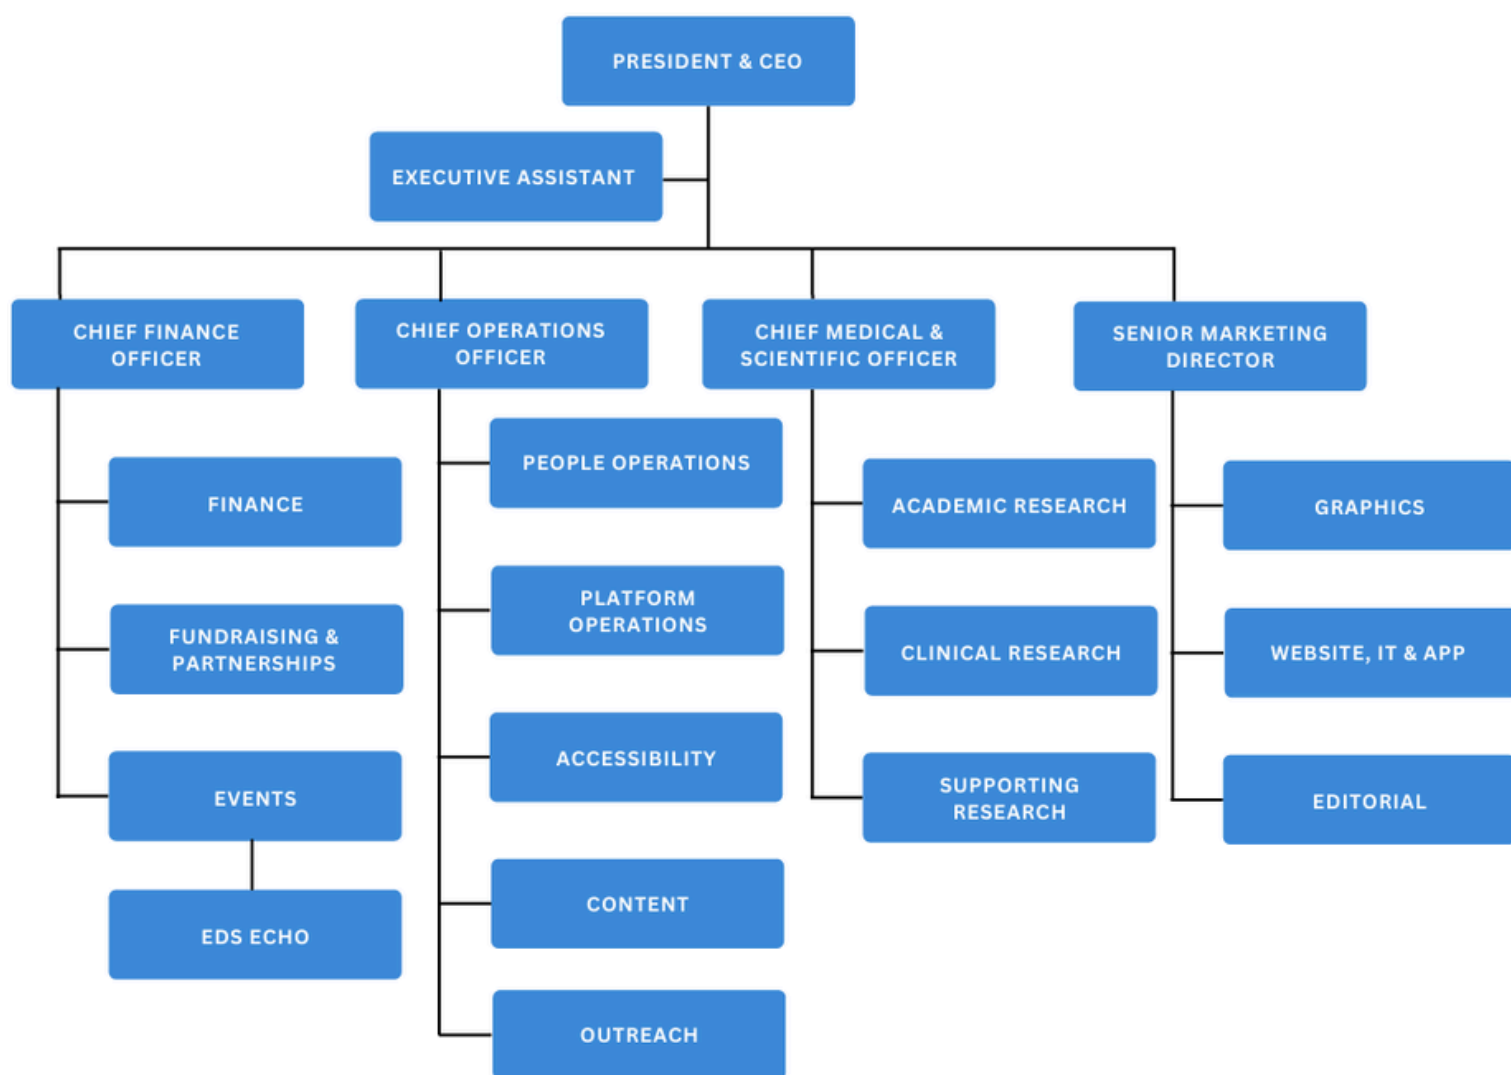 PRESIDENT & CEO
EXECUTIVE ASSISTANT
CHIEF FINANCE
OFFICER
FINANCE
FUNDRAISING &
PARTNERSHIPS
EVENTS
EDS ECHO
CHIEF OPERATIONS
OFFICER
PEOPLE OPERATIONS
PLATFORM
OPERATIONS
ACCESSIBILITY
CONTENT
OUTREACH
CHIEF MEDICAL &
SCIENTIFIC OFFICER
ACADEMIC RESEARCH
CLINICAL RESEARCH
SUPPORTING
RESEARCH
SENIOR MARKETING
DIRECTOR
GRAPHICS
WEBSITE, IT & APP
EDITORIAL